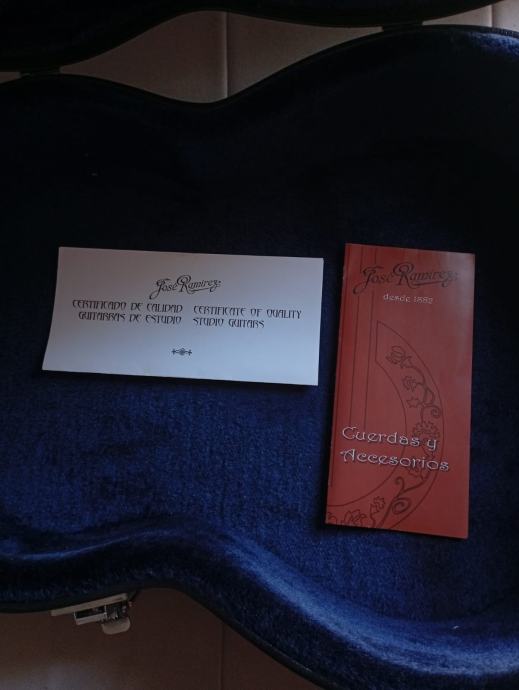 José Ramírez
CERTIFICADO DE CALIDAD CERTIFICATE OF QUALITY
GUITARRAS DE ESTUDIO STUDIO GUITARS
José Ramírez
desde 1882
Cuerdas y
Accesorios